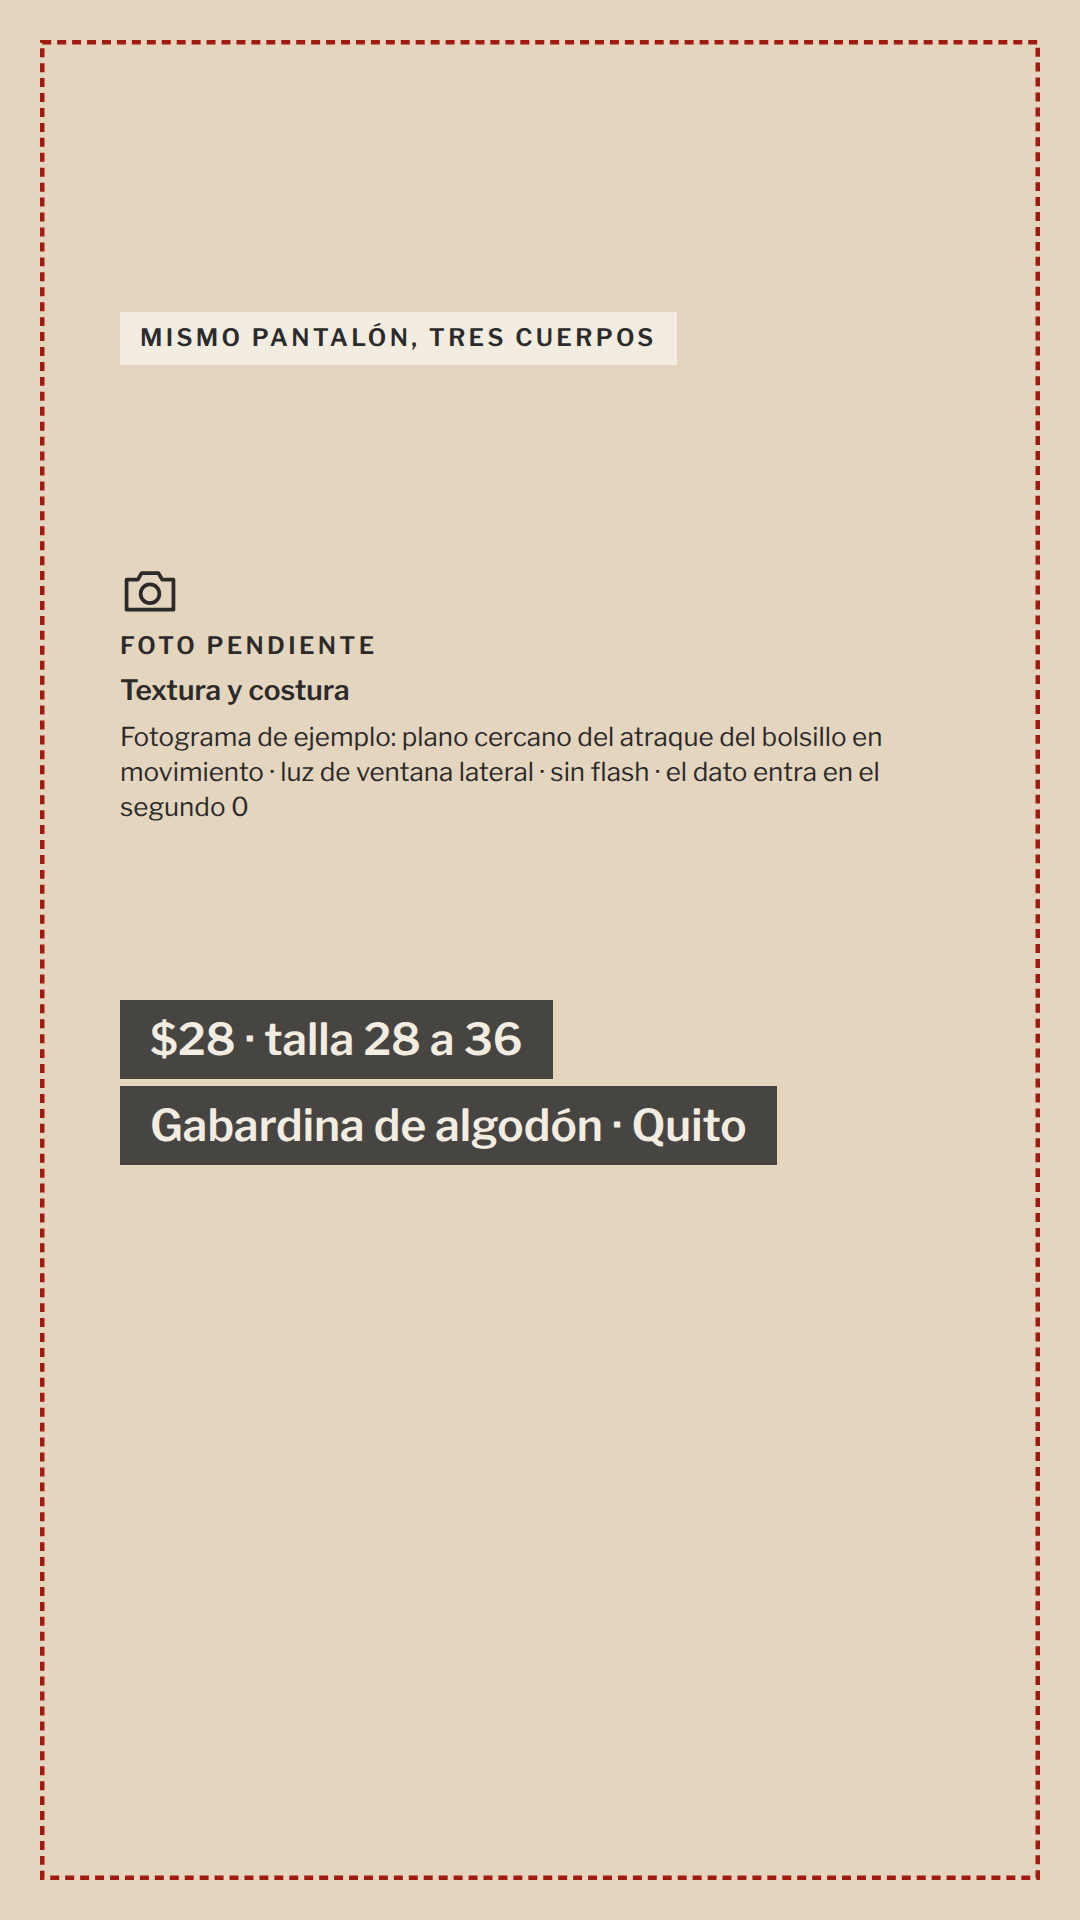 MISMO PANTALÓN, TRES CUERPOS
FOTO PENDIENTE
Textura y costura
Fotograma de ejemplo: plano cercano del atraque del bolsillo en
movimiento · luz de ventana lateral · sin flash · el dato entra en el
segundo 0
$28 · talla 28 a 36
Gabardina de algodón · Quito